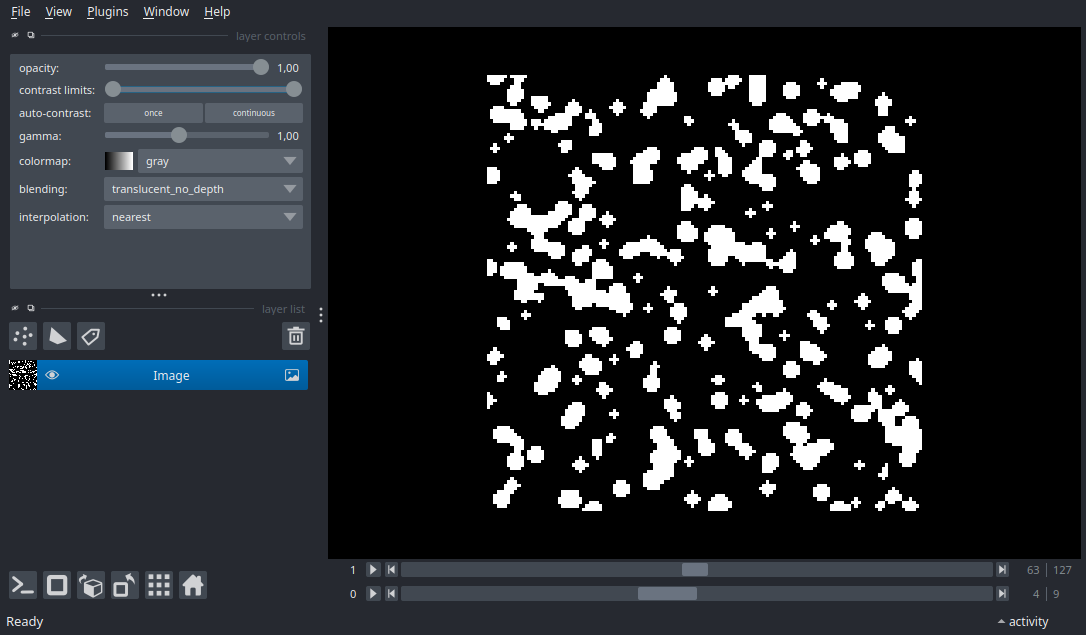 File View Plugins Window Help
layer controls
opacity: 1,00
contrast limits:
auto-contrast: once continuous
gamma: 1,00
colormap: gray
blending: translucent_no_depth
interpolation: nearest
layer list
Image
1 63 127
0 4 9
Ready activity